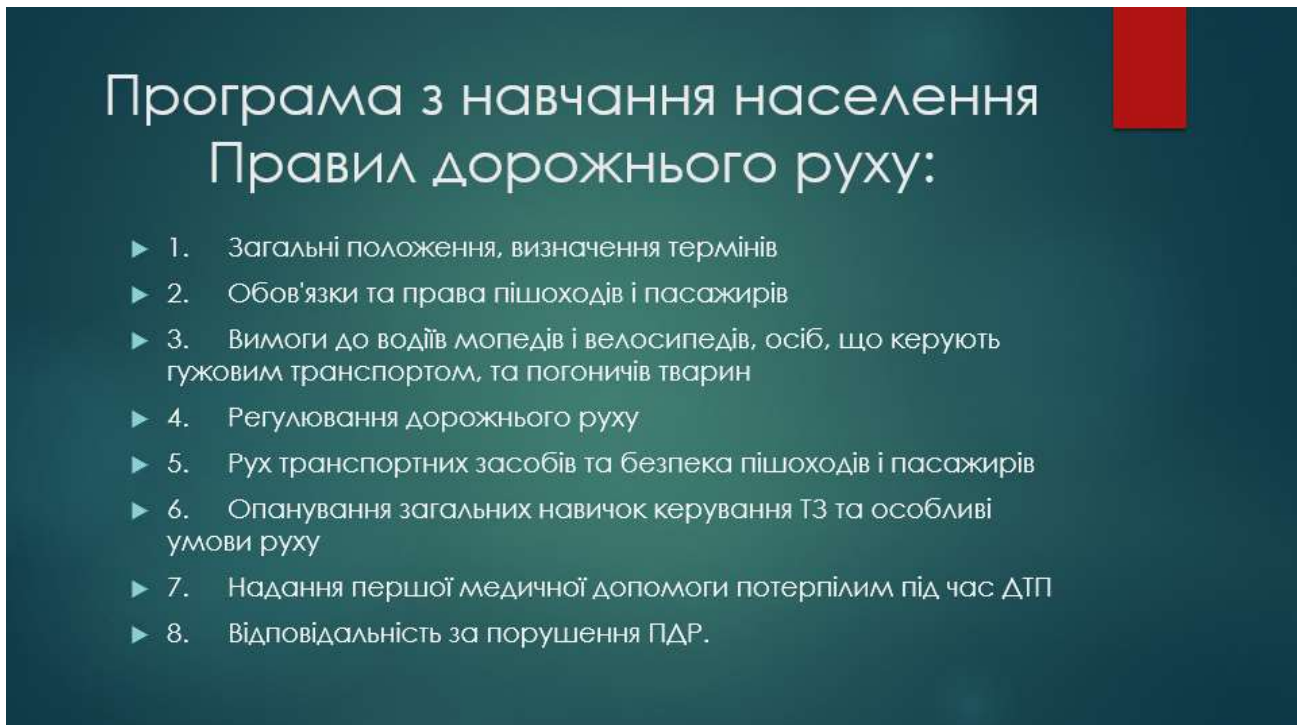 Програма з навчання населення
Правил дорожнього руху:
▶ 1. Загальні положення, визначення термінів
▶ 2. Обов'язки та права пішоходів і пасажирів
▶ 3. Вимоги до водіїв мопедів і велосипедів, осіб, що керують
гужовим транспортом, та погоничів тварин
▶ 4. Регулювання дорожнього руху
▶ 5. Рух транспортних засобів та безпека пішоходів і пасажирів
▶ 6. Опанування загальних навичок керування ТЗ та особливі
умови руху
▶ 7. Надання першої медичної допомоги потерпілим під час ДТП
▶ 8. Відповідальність за порушення ПДР.